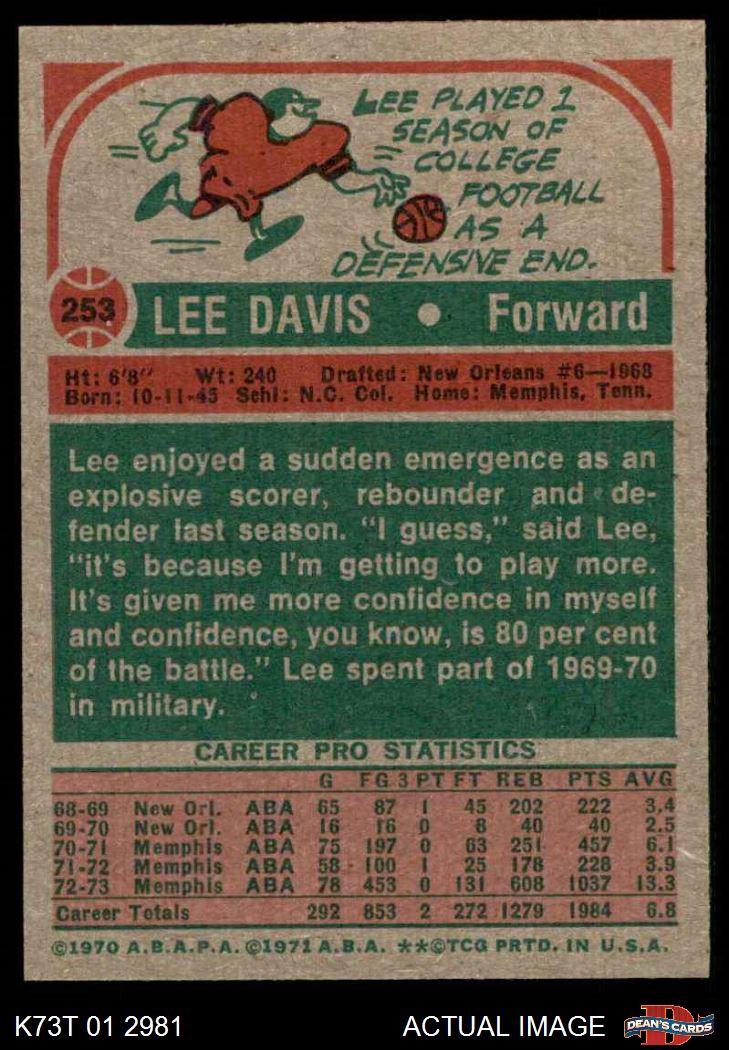 LEE PLAYED 1
SEASON OF
COLLEGE
FOOTBALL
AS A
DEFENSIVE END.
253 LEE DAVIS • Forward
Ht: 6'8" Wt: 240 Drafted: New Orleans #6—1968
Born: 10-11-45 Schl: N.C. Col. Home: Memphis, Tenn.
Lee enjoyed a sudden emergence as an
explosive scorer, rebounder and de-
fender last season. "I guess," said Lee,
"it's because I'm getting to play more.
It's given me more confidence in myself
and confidence, you know, is 80 per cent
of the battle." Lee spent part of 1969-70
in military.
CAREER PRO STATISTICS
G FG 3 PT FT REB PTS AVG
68-69 New Orl. ABA 65 87 1 45 202 222 3.4
69-70 New Orl. ABA 16 16 0 8 40 40 2.5
70-71 Memphis ABA 75 197 0 63 251 457 6.1
71-72 Memphis ABA 58 100 1 25 178 228 3.9
72-73 Memphis ABA 78 453 0 131 608 1037 13.3
Career Totals 292 853 2 272 1279 1984 6.8
©1970 A.B.A.P.A. ©1971 A.B.A. **©TCG PRTD. IN U.S.A.
K73T 01 2981 ACTUAL IMAGE DEAN'S CARDS